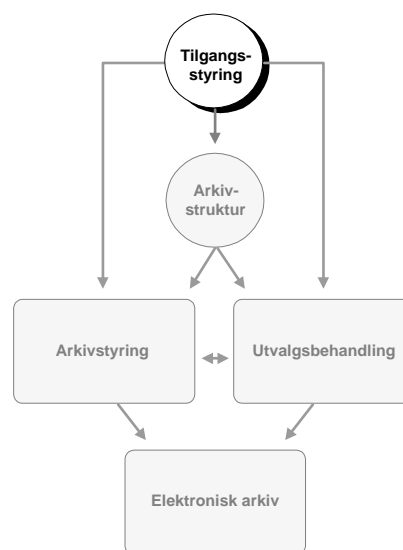 Tilgangs-
styring
Arkiv-
struktur
Arkivstyring
Utvalgsbehandling
Elektronisk arkiv